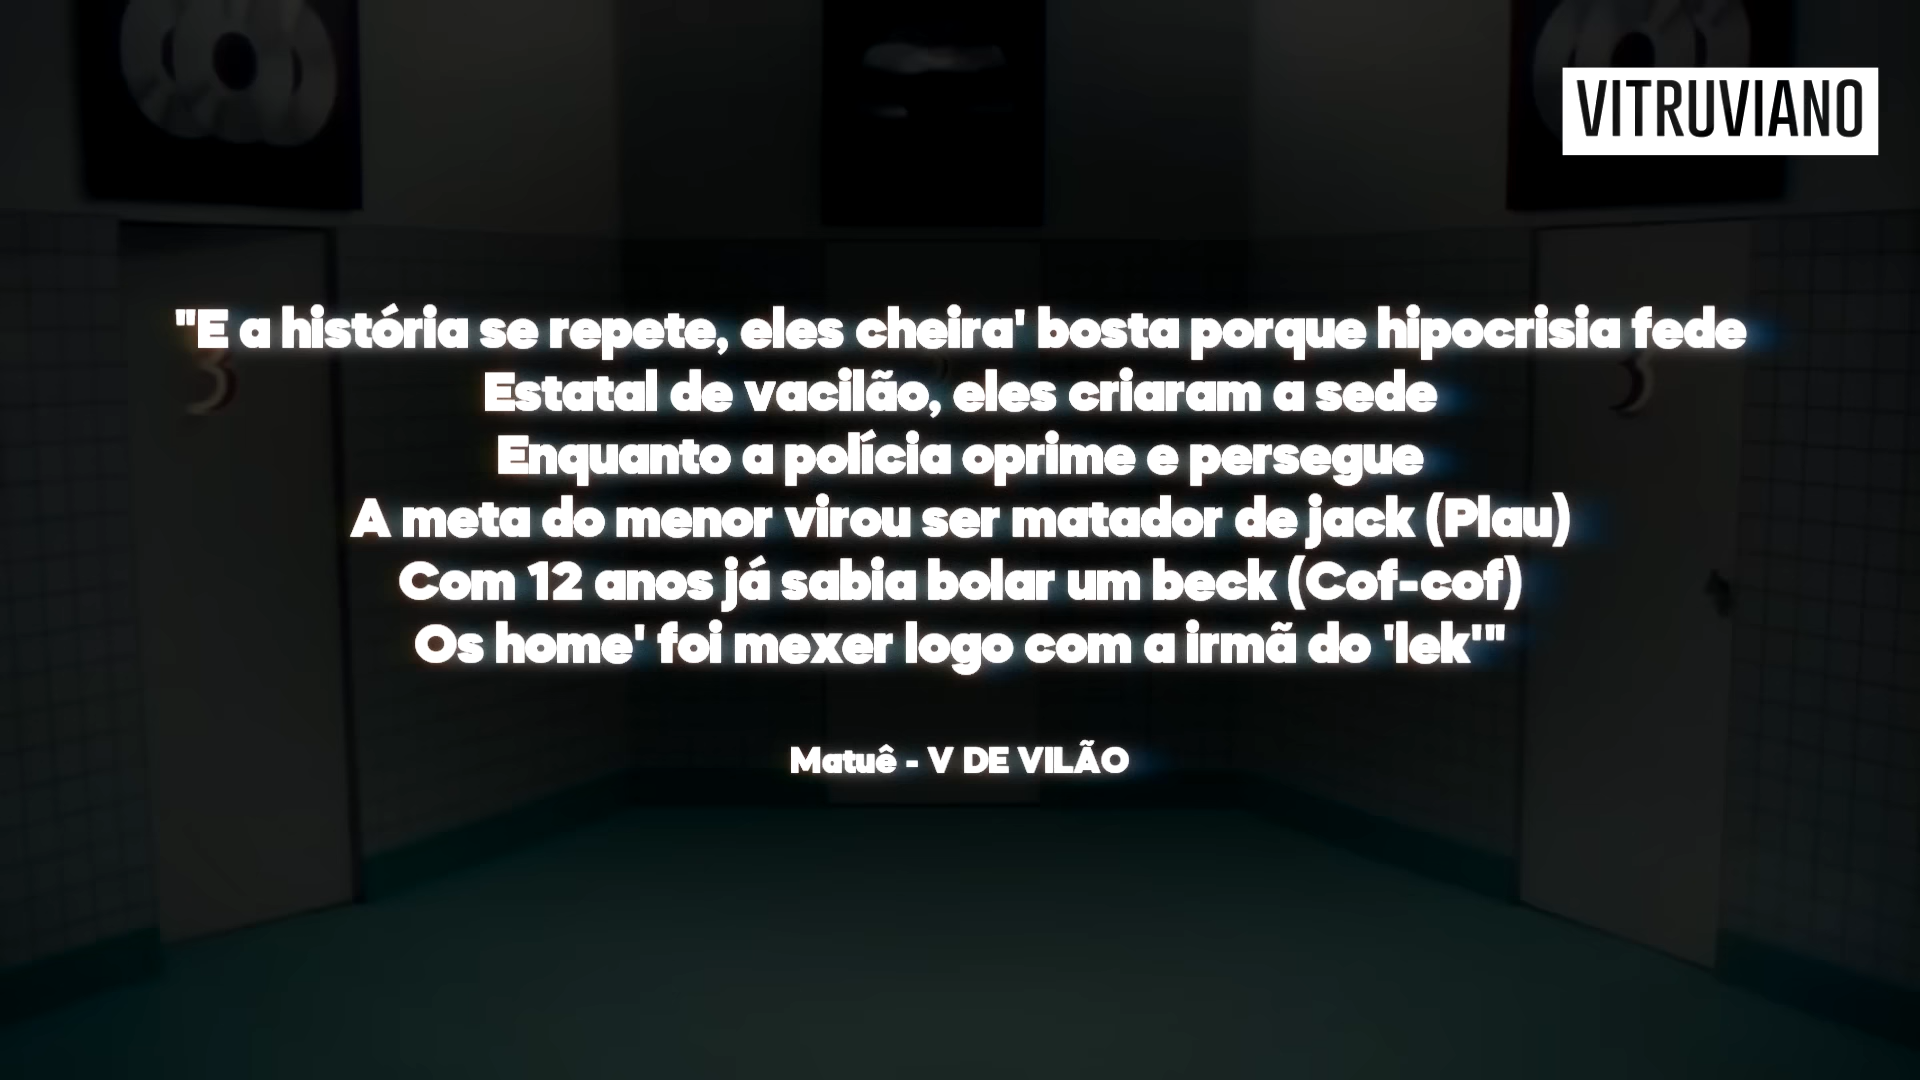 VITRUVIANO
"E a história se repete, eles cheira' bosta porque hipocrisia fede
Estatal de vacilão, eles criaram a sede
Enquanto a polícia oprime e persegue
A meta do menor virou ser matador de jack (Plau)
Com 12 anos já sabia bolar um beck (Cof-cof)
Os home' foi mexer logo com a irmã do 'lek'"
Matuê - V DE VILÃO
3
3